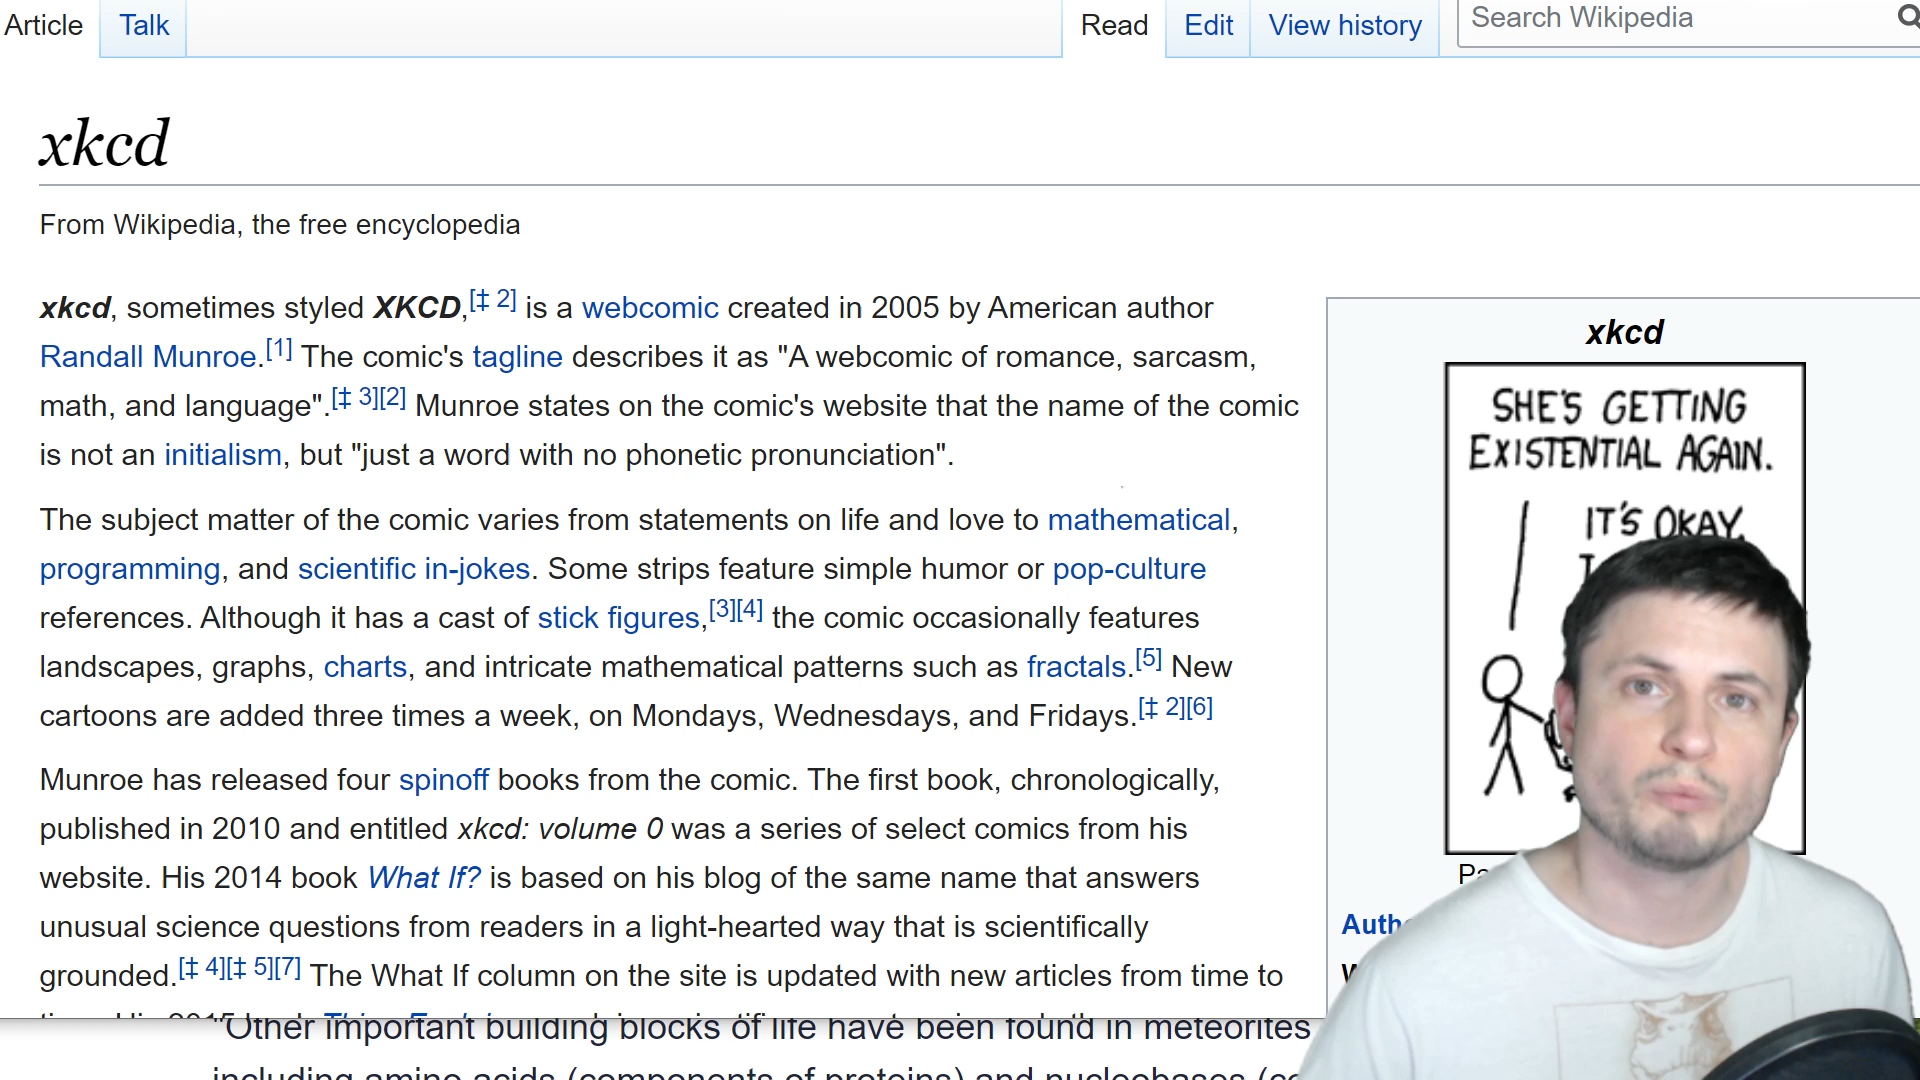 Article
Talk
Read
Edit
View history
Search Wikipedia
xkcd
From Wikipedia, the free encyclopedia
xkcd, sometimes styled XKCD,[‡ 2] is a webcomic created in 2005 by American author
Randall Munroe.[1] The comic's tagline describes it as "A webcomic of romance, sarcasm,
math, and language".[‡ 3][2] Munroe states on the comic's website that the name of the comic
is not an initialism, but "just a word with no phonetic pronunciation".
The subject matter of the comic varies from statements on life and love to mathematical,
programming, and scientific in-jokes. Some strips feature simple humor or pop-culture
references. Although it has a cast of stick figures,[3][4] the comic occasionally features
landscapes, graphs, charts, and intricate mathematical patterns such as fractals.[5] New
cartoons are added three times a week, on Mondays, Wednesdays, and Fridays.[‡ 2][6]
Munroe has released four spinoff books from the comic. The first book, chronologically,
published in 2010 and entitled xkcd: volume 0 was a series of select comics from his
website. His 2014 book What If? is based on his blog of the same name that answers
unusual science questions from readers in a light-hearted way that is scientifically
grounded.[‡ 4][‡ 5][7] The What If column on the site is updated with new articles from time to
"Other important building blocks of life have been found in meteorites
including amino acids (components of proteins) and nucleobases
xkcd
SHE'S GETTING
EXISTENTIAL AGAIN.
IT'S OKAY.